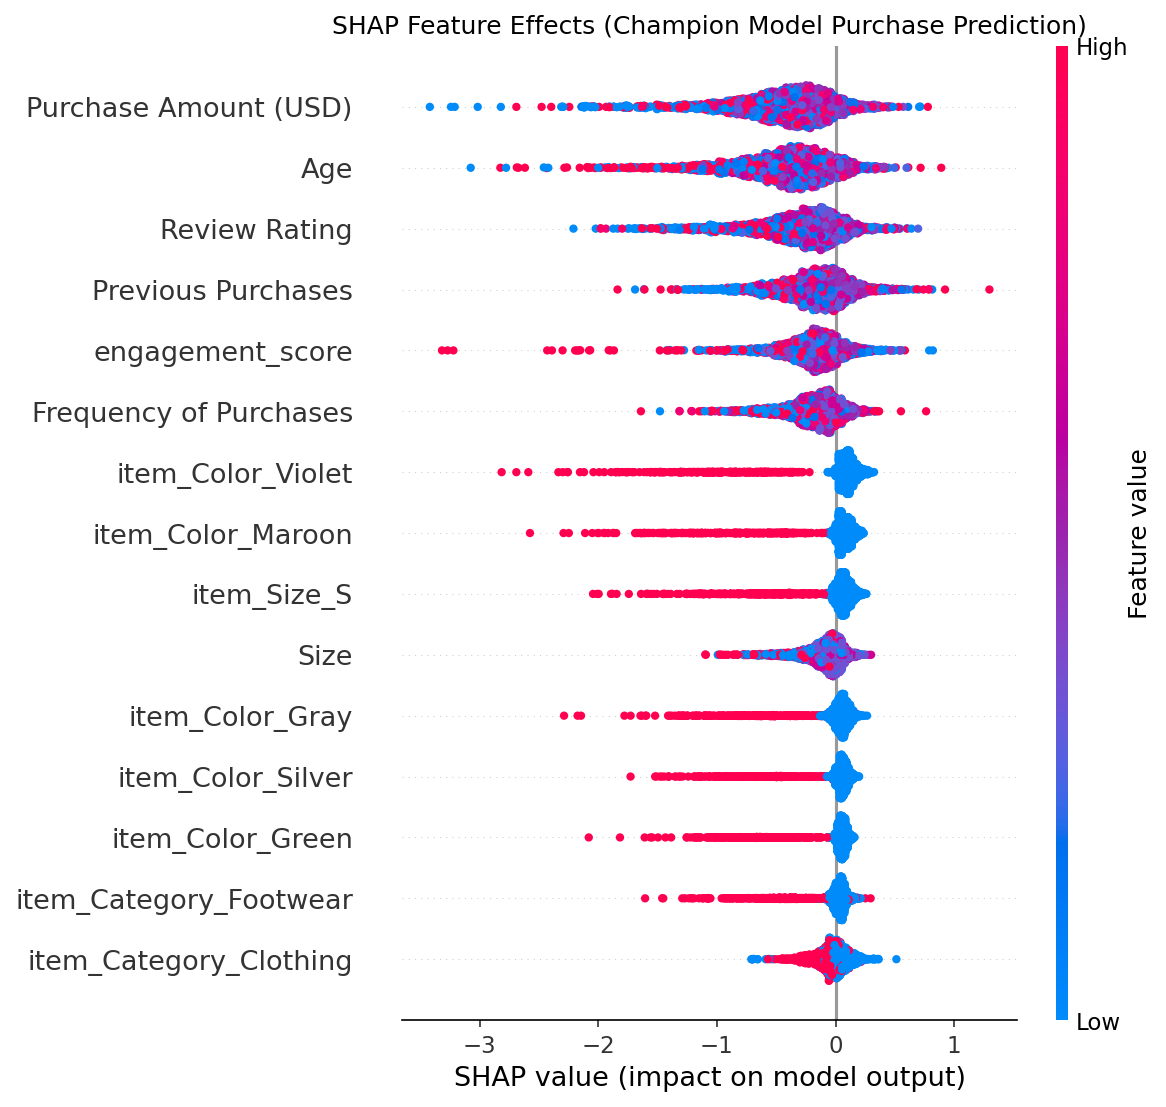 SHAP Feature Effects (Champion Model Purchase Prediction)
High
Purchase Amount (USD)
Age
Review Rating
Previous Purchases
engagement_score
Frequency of Purchases
item_Color_Violet
item_Color_Maroon
item_Size_S
Size
item_Color_Gray
item_Color_Silver
item_Color_Green
item_Category_Footwear
item_Category_Clothing
Feature value
Low
−3 −2 −1 0 1
SHAP value (impact on model output)